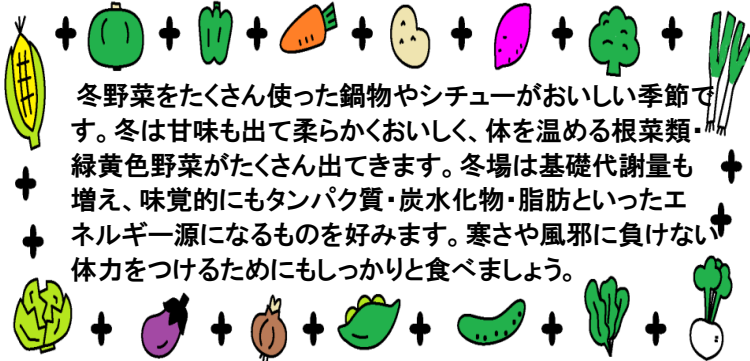 冬野菜をたくさん使った鍋物やシチューがおいしい季節で
す。冬は甘味も出て柔らかくおいしく、体を温める根菜類・
緑黄色野菜がたくさん出てきます。冬場は基礎代謝量も
増え、味覚的にもタンパク質・炭水化物・脂肪といったエ
ネルギー源になるものを好みます。寒さや風邪に負けない
体力をつけるためにもしっかりと食べましょう。